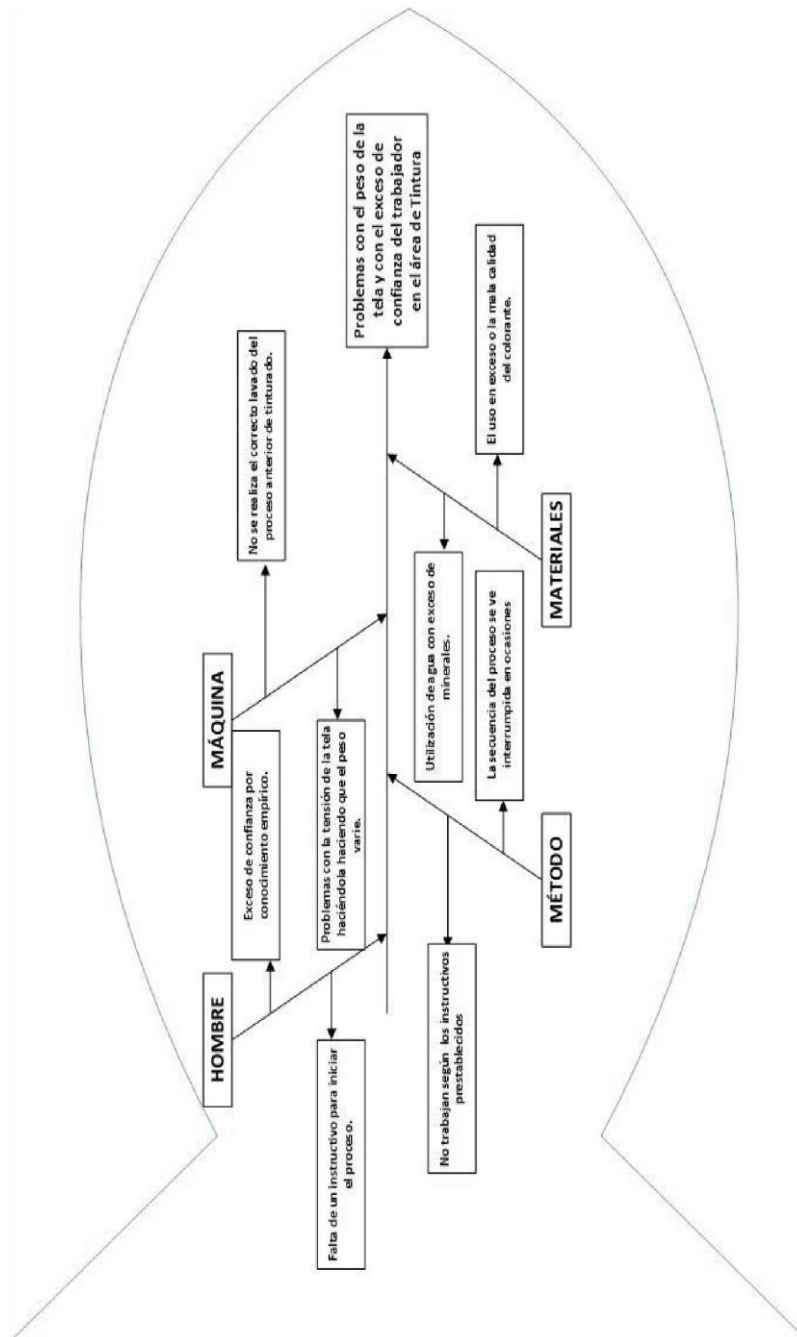 HOMBRE
Exceso de confianza por
conocimiento empírico.
Falta de un instructivo para iniciar
el proceso.
MÁQUINA
No se realiza el correcto lavado del
proceso anterior de tinturado.
Problemas con la tensión de la tela
haciéndola haciendo que el peso
varie.
Problemas con el peso de la
tela y con el exceso de
confianza del trabajador
en el área de Tintura
No trabajan según los instructivos
prestablecidos
La secuencia del proceso se ve
interrumpida en ocasiones
MÉTODO
Utilización de agua con exceso de
minerales.
El uso en exceso o la mala calidad
del colorante.
MATERIALES